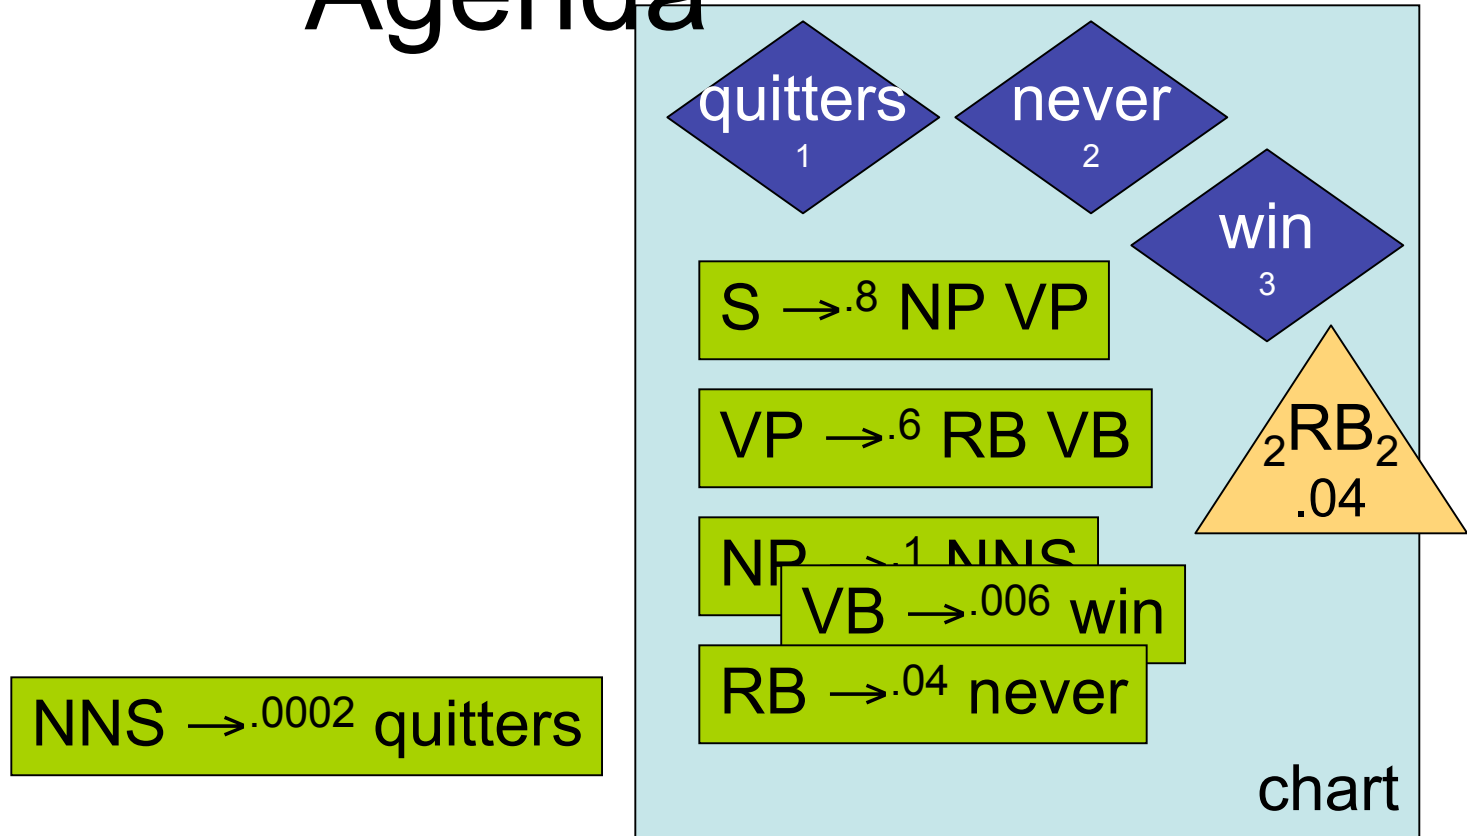 Agenda
quitters
1
never
2
win
3
S →.8 NP VP
VP →.6 RB VB
2RB2
.04
NP →.1 NNS
VB →.006 win
RB →.04 never
NNS →.0002 quitters
chart